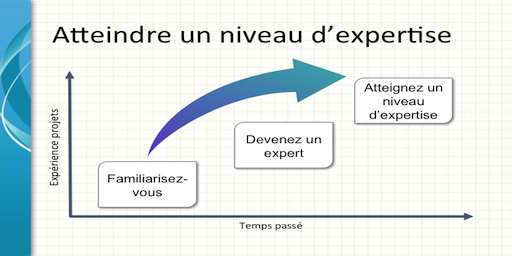 Atteindre un niveau d’expertise
Expérience projets
Atteignez un
niveau
d’expertise
Devenez un
expert
Familiarisez-
vous
Temps passé